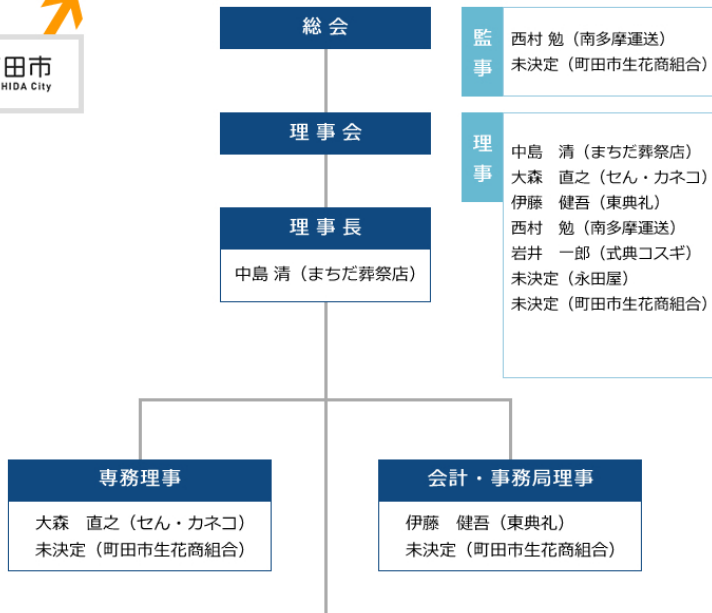 総 会
監事
西村 勉（南多摩運送）
未決定（町田市生花商組合）
田市
HIDA City
理 事 会
理事
中島　清（まちだ葬祭店）
大森　直之（せん・カネコ）
伊藤　健吾（東典礼）
西村　勉（南多摩運送）
岩井　一郎（式典コスギ）
未決定（永田屋）
未決定（町田市生花商組合）
理 事 長
中島 清（まちだ葬祭店）
専務理事
大森　直之（せん・カネコ）
未決定（町田市生花商組合）
会計・事務局理事
伊藤　健吾（東典礼）
未決定（町田市生花商組合）